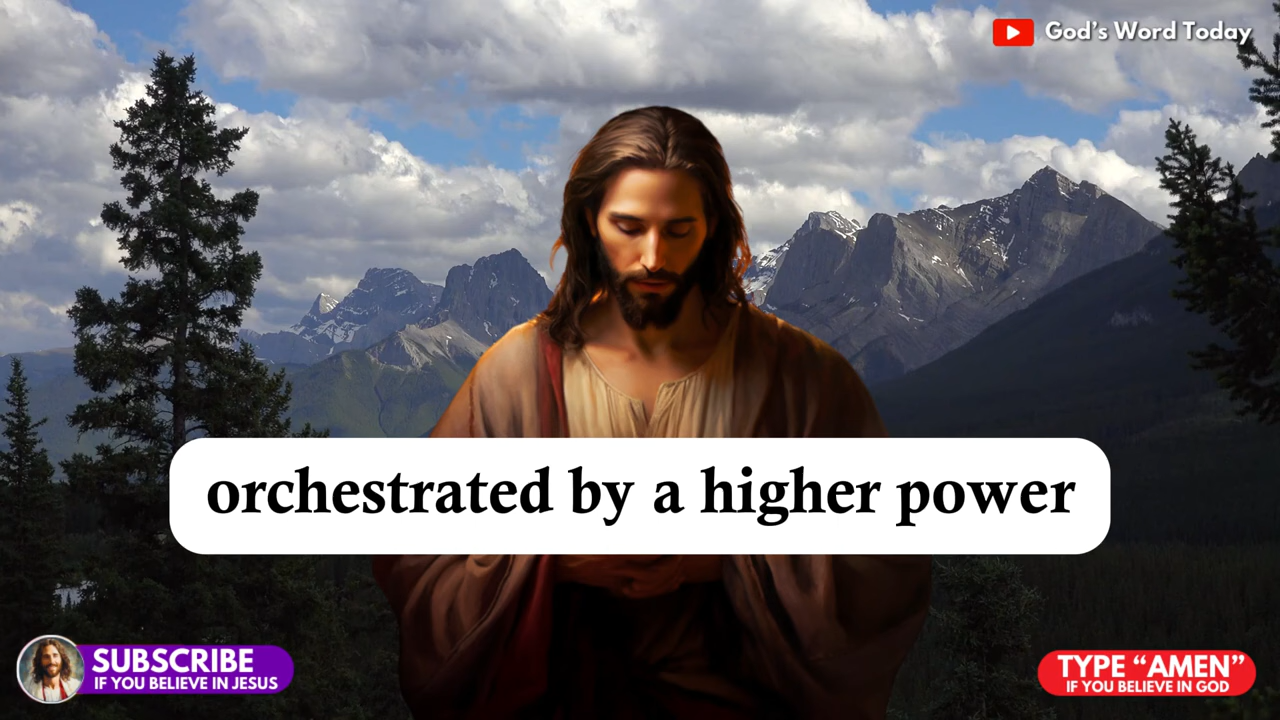 God's Word Today
orchestrated by a higher power
SUBSCRIBE
IF YOU BELIEVE IN JESUS
TYPE “AMEN”
IF YOU BELIEVE IN GOD